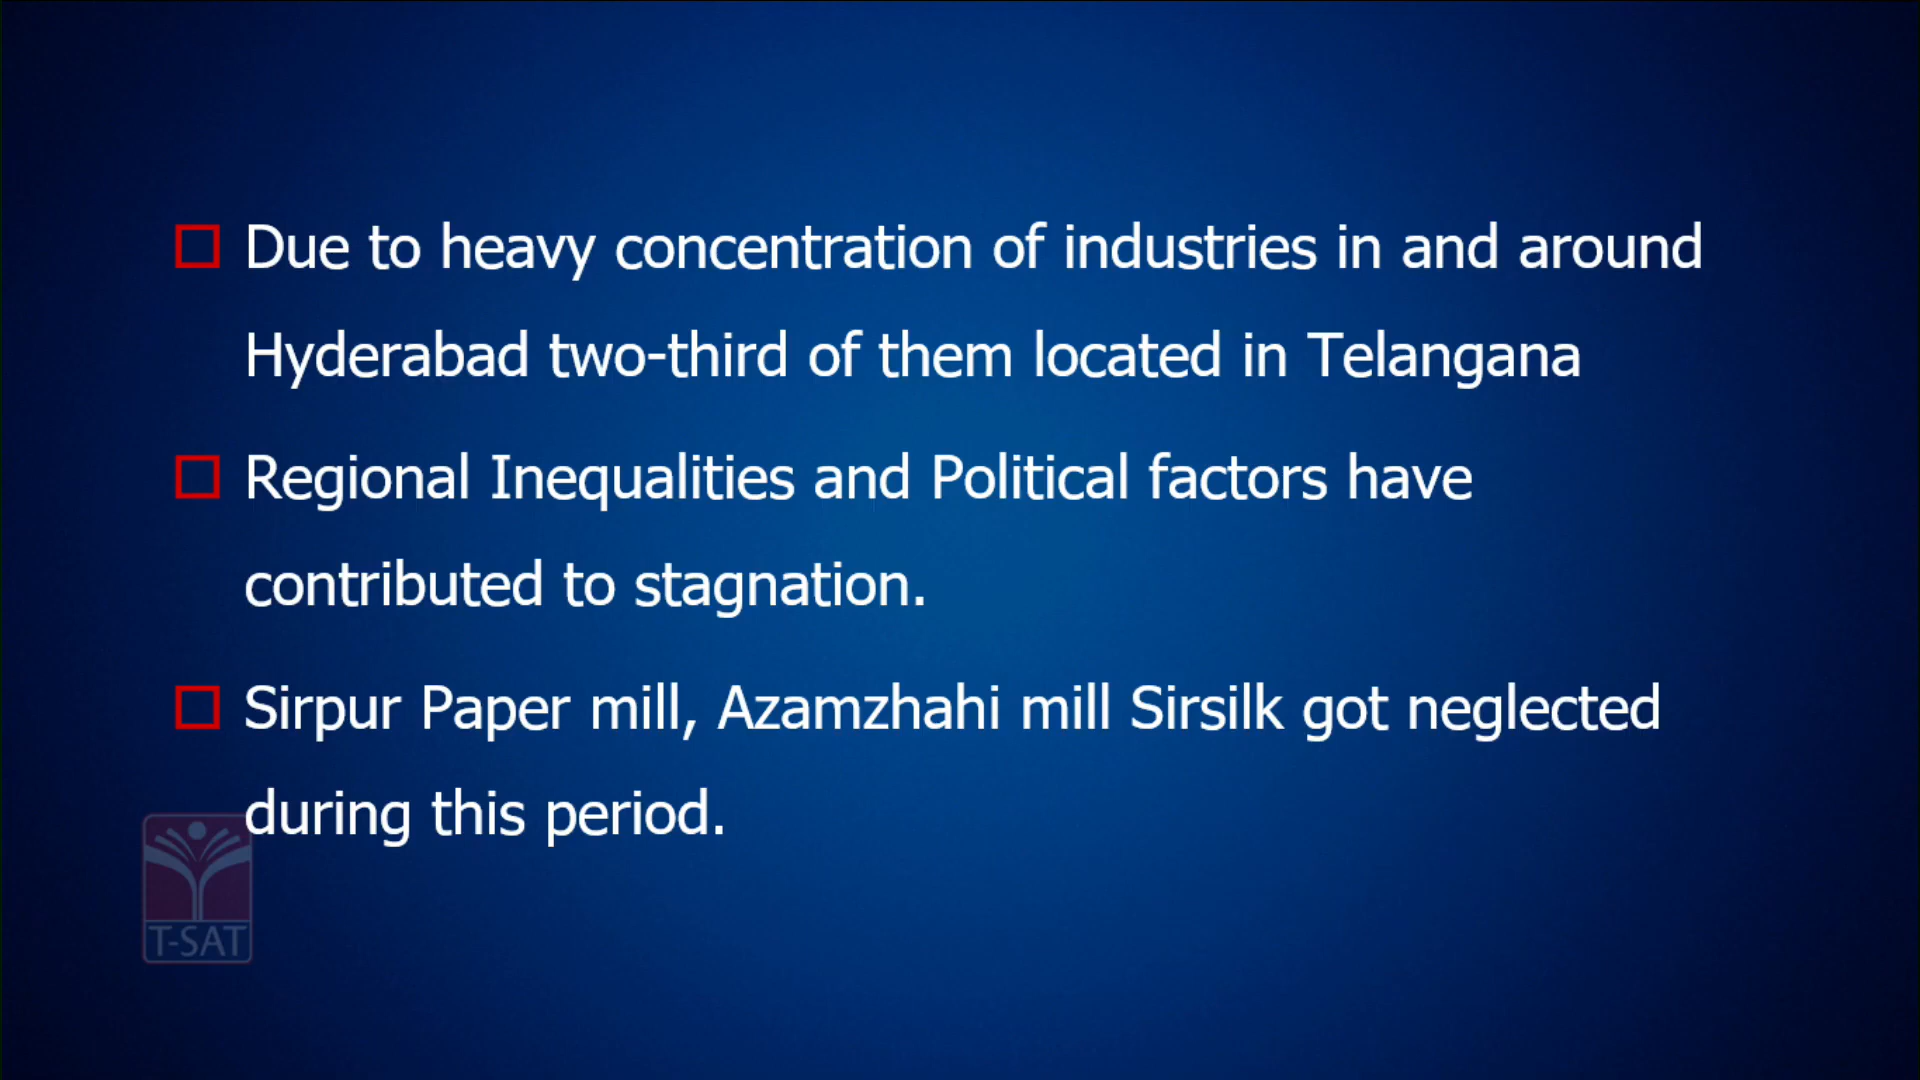 Due to heavy concentration of industries in and around
Hyderabad two-third of them located in Telangana
Regional Inequalities and Political factors have
contributed to stagnation.
Sirpur Paper mill, Azamzhahi mill Sirsilk got neglected
during this period.
T-SAT